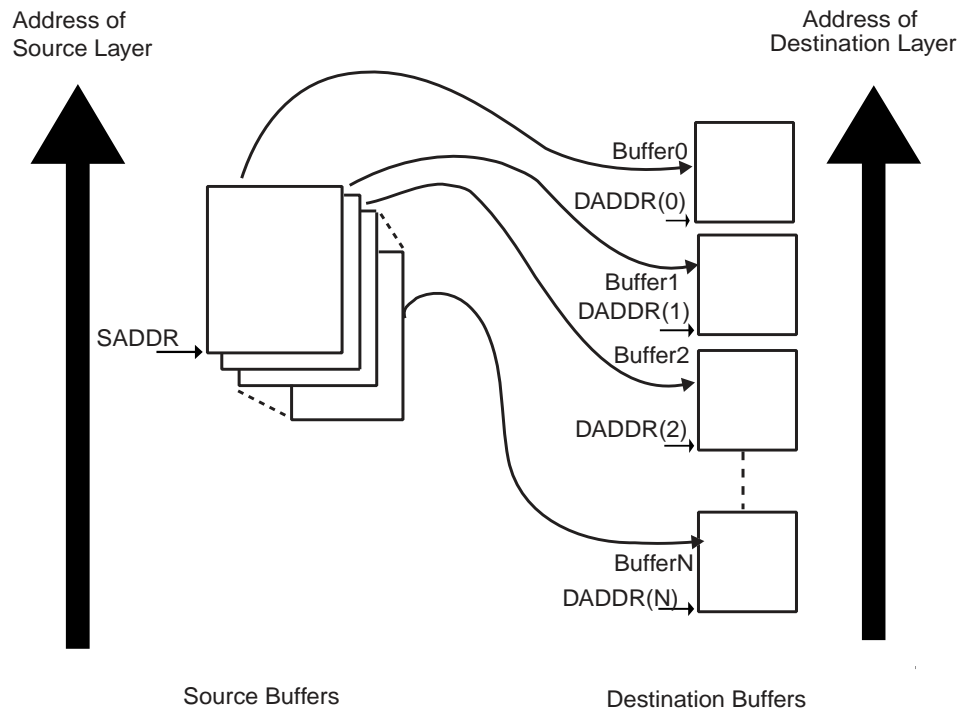 Address of
Source Layer
Address of
Destination Layer
Buffer0
DADDR(0)
Buffer1
DADDR(1)
SADDR
Buffer2
DADDR(2)
BufferN
DADDR(N)
Source Buffers
Destination Buffers